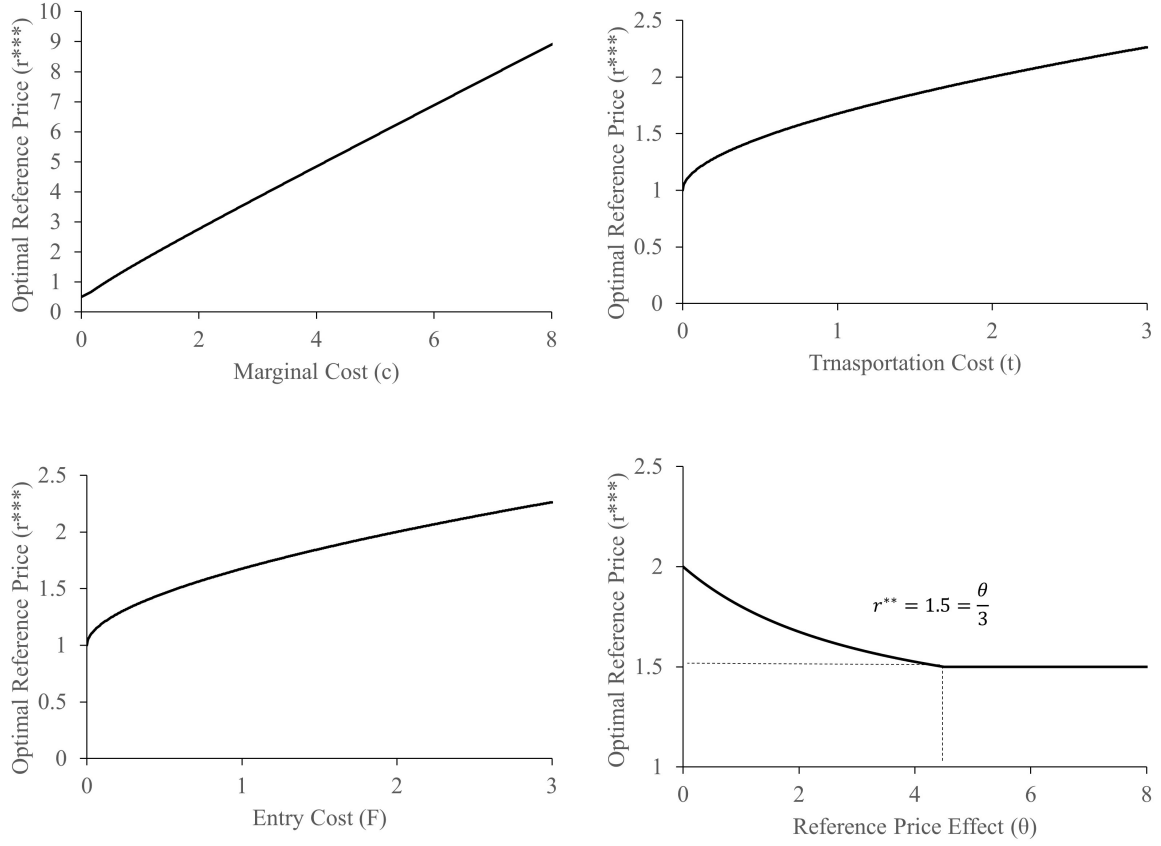 Optimal Reference Price (r***)
10
9
8
7
6
5
4
3
2
1
0
0 2 4 6 8
Marginal Cost (c)
Optimal Reference Price (r***)
2.5
2
1.5
1
0.5
0
0 1 2 3
Trnasportation Cost (t)
Optimal Reference Price (r***)
2.5
2
1.5
1
0.5
0
0 1 2 3
Entry Cost (F)
Optimal Reference Price (r***)
2.5
2
1.5
1
r** = 1.5 = θ/3
0 2 4 6 8
Reference Price Effect (θ)